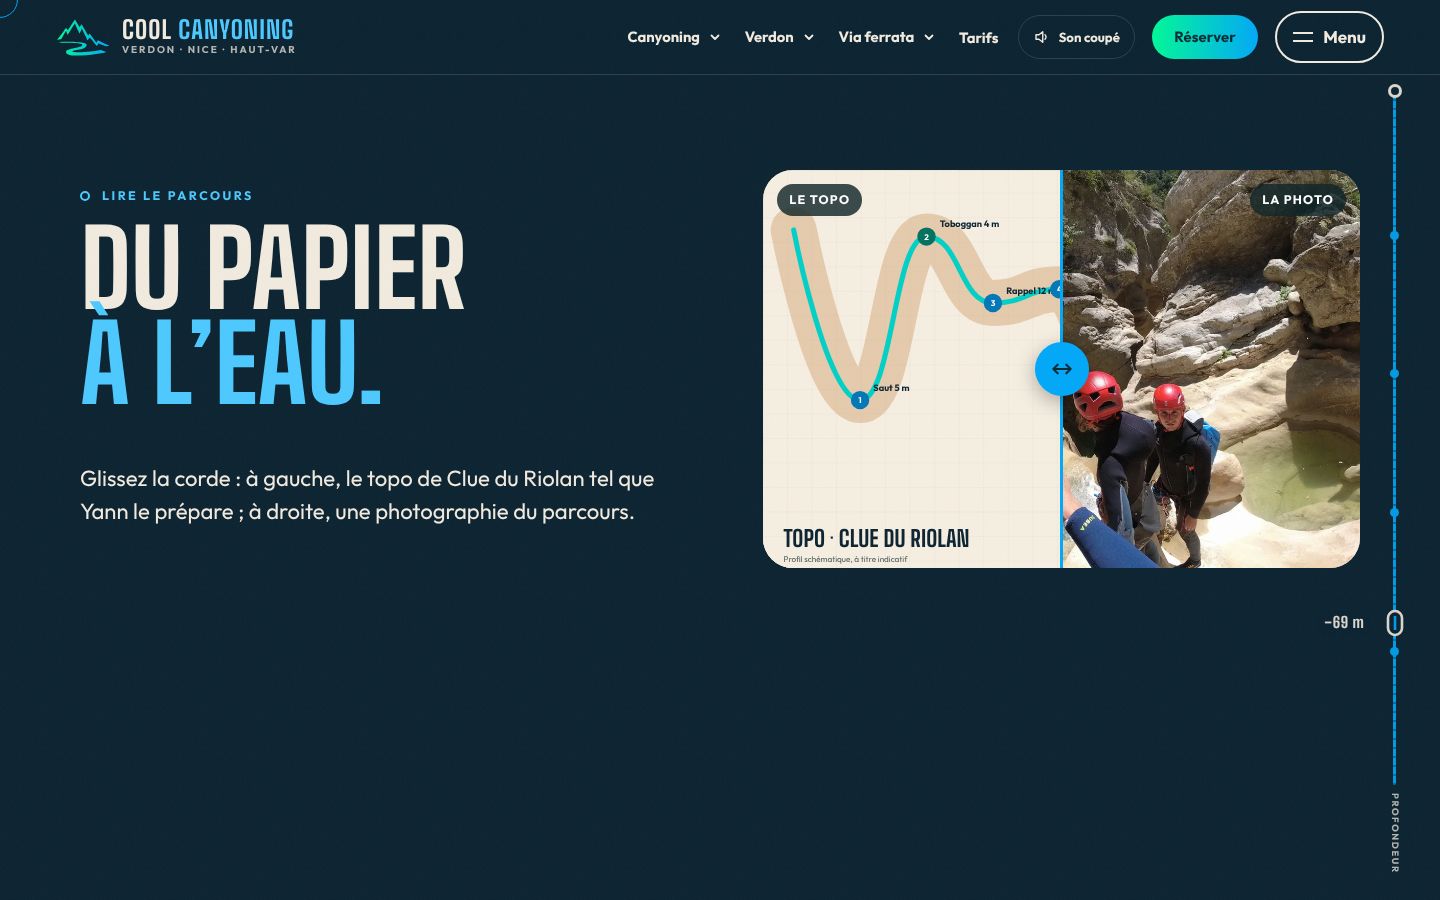 COOL CANYONING
VERDON · NICE · HAUT-VAR
Canyoning
Verdon
Via ferrata
Tarifs
Son coupé
Réserver
Menu
LIRE LE PARCOURS
DU PAPIER
À L’EAU.
Glissez la corde : à gauche, le topo de Clue du Riolan tel que
Yann le prépare ; à droite, une photographie du parcours.
LE TOPO
LA PHOTO
Toboggan 4 m
2
Rappel 12
3
Saut 5 m
1
TOPO · CLUE DU RIOLAN
Profil schématique, à titre indicatif
−69 m
PROFONDEUR